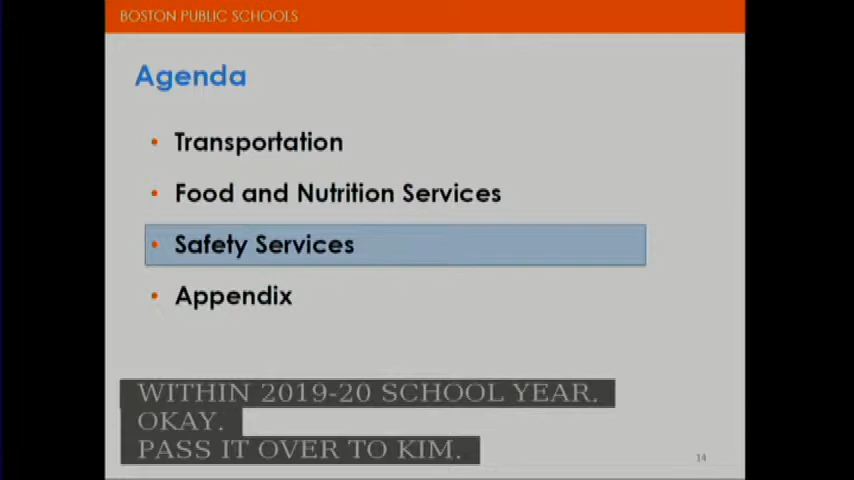 BOSTON PUBLIC SCHOOLS
Agenda
• Transportation
• Food and Nutrition Services
• Safety Services
• Appendix
WITHIN 2019-20 SCHOOL YEAR.
OKAY.
PASS IT OVER TO KIM.
14